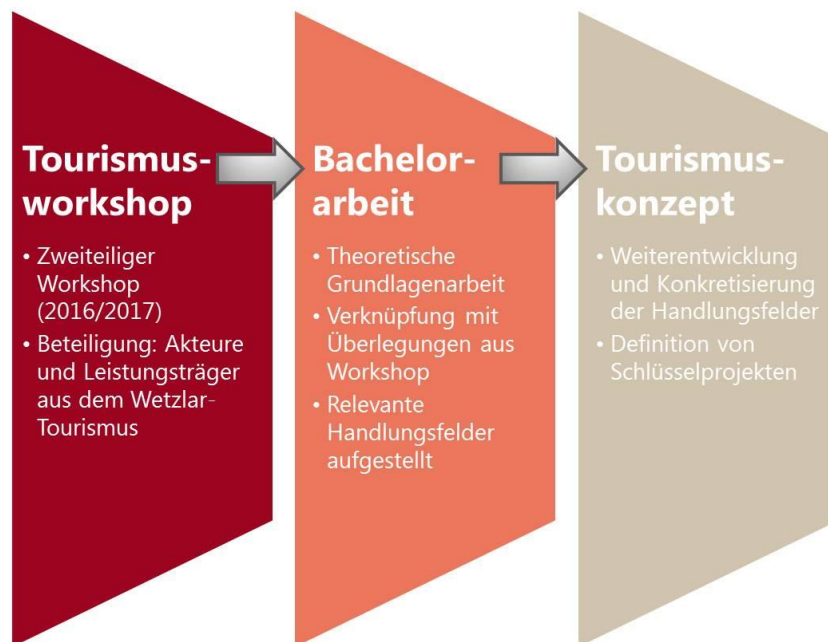 Tourismus-
workshop
• Zweiteiliger
Workshop
(2016/2017)
• Beteiligung: Akteure
und Leistungsträger
aus dem Wetzlar-
Tourismus
Bachelor-
arbeit
• Theoretische
Grundlagenarbeit
• Verknüpfung mit
Überlegungen aus
Workshop
• Relevante
Handlungsfelder
aufgestellt
Tourismus-
konzept
• Weiterentwicklung
und Konkretisierung
der Handlungsfelder
• Definition von
Schlüsselprojekten